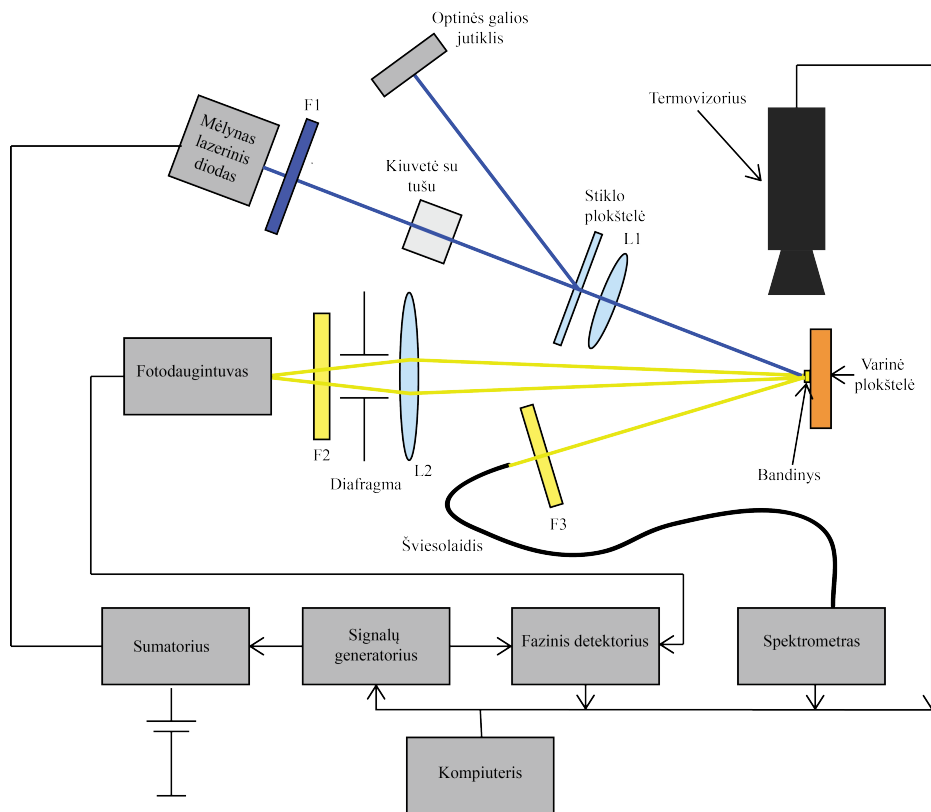 Optinės galios
jutiklis
F1
Termovizorius
Mėlynas
lazerinis
diodas
Kiuvetė su
tušu
Stiklo
plokštelė
L1
Fotodaugintuvas
Varinė
plokštelė
F2
L2
Diafragma
Bandinys
F3
Šviesolaidis
Sumatorius
Signalų
generatorius
Fazinis detektorius
Spektrometras
Kompiuteris